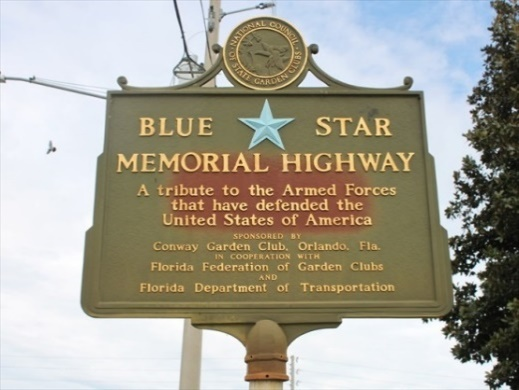 NATIONAL COUNCIL
OF STATE GARDEN CLUBS
BLUE STAR
MEMORIAL HIGHWAY
A tribute to the Armed Forces
that have defended the
United States of America
SPONSORED BY
Conway Garden Club, Orlando, Fla.
IN COOPERATION WITH
Florida Federation of Garden Clubs
AND
Florida Department of Transportation